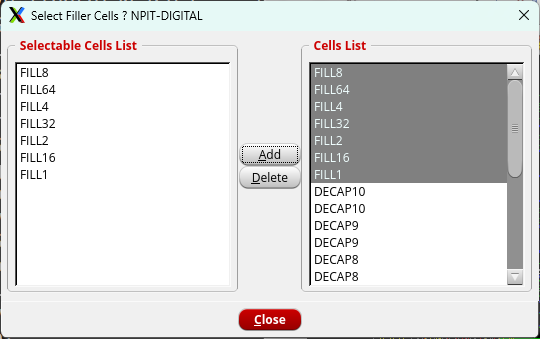 Select Filler Cells ? NPIT-DIGITAL
Selectable Cells List
FILL8
FILL64
FILL4
FILL32
FILL2
FILL16
FILL1
Add
Delete
Cells List
FILL8
FILL64
FILL4
FILL32
FILL2
FILL16
FILL1
DECAP10
DECAP10
DECAP9
DECAP9
DECAP8
DECAP8
Close